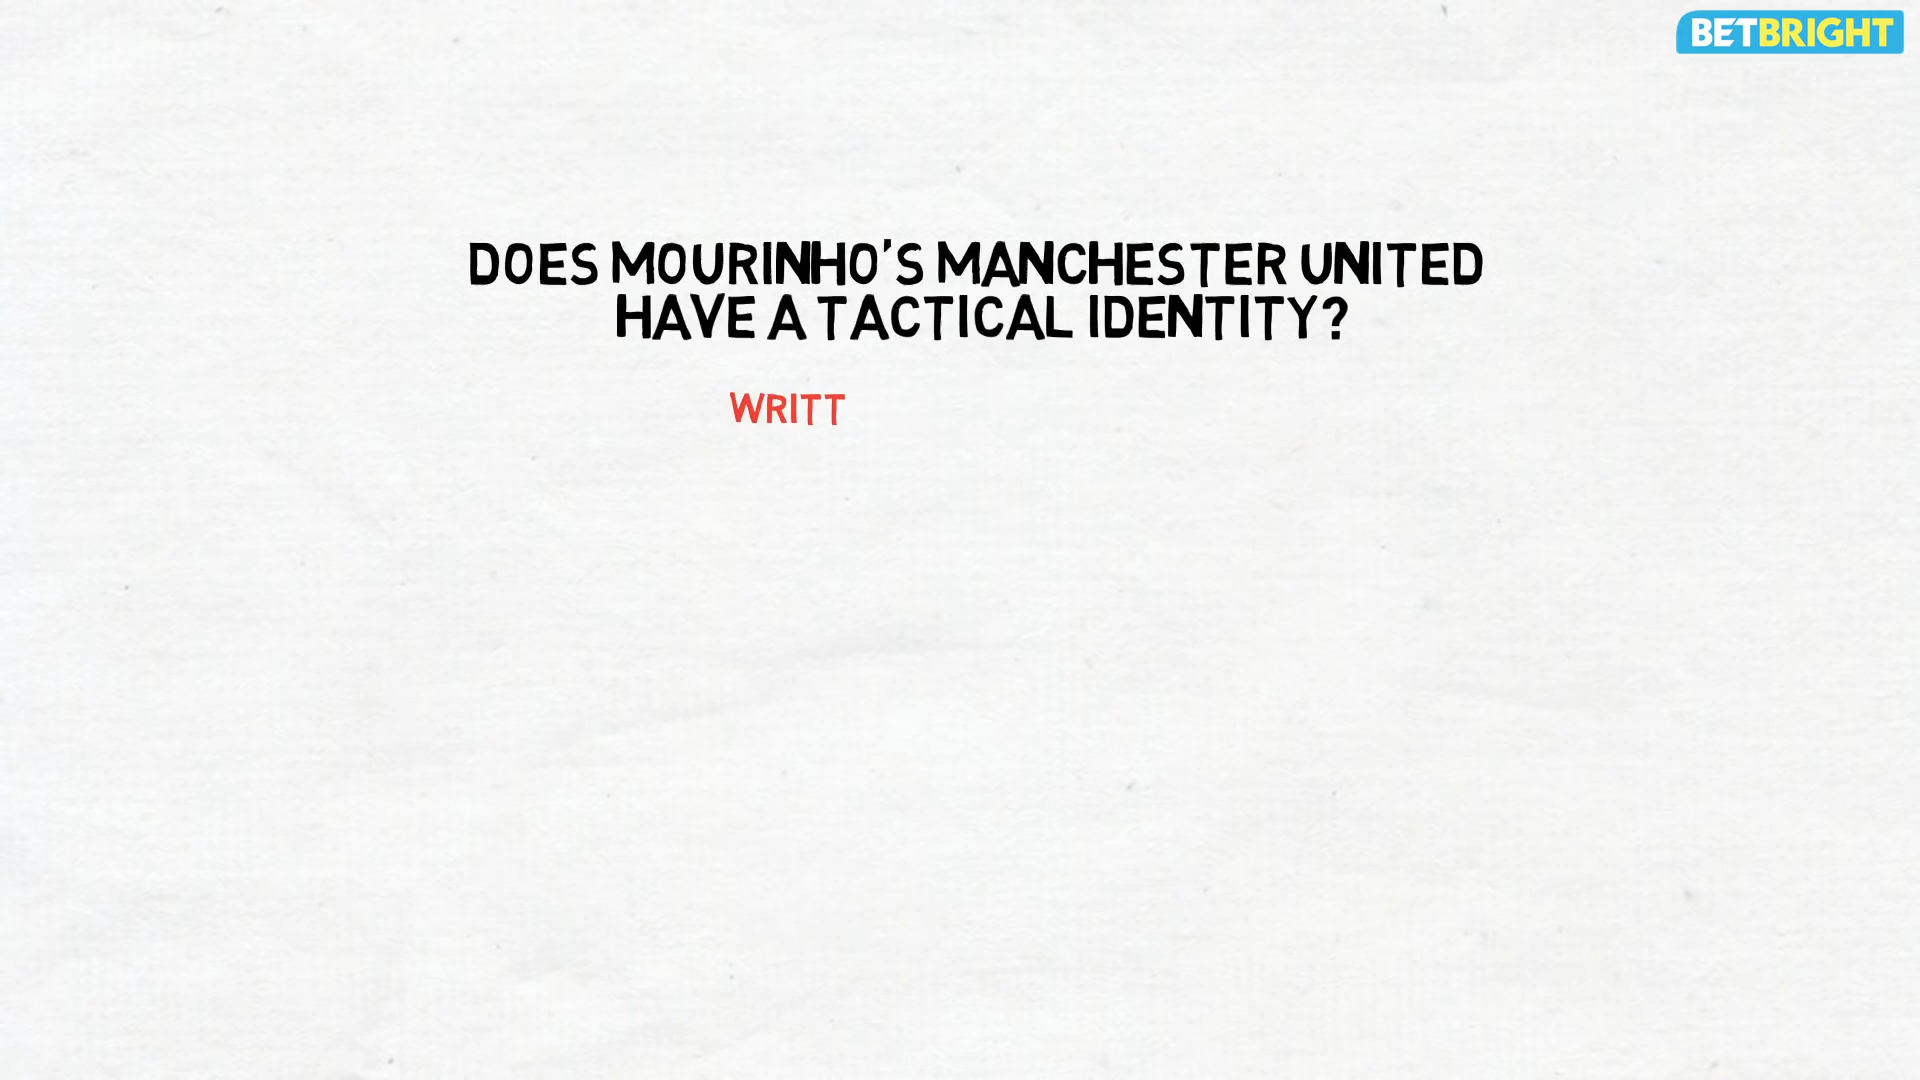 BETBRIGHT
DOES MOURINHO'S MANCHESTER UNITED
HAVE A TACTICAL IDENTITY?
WRITT